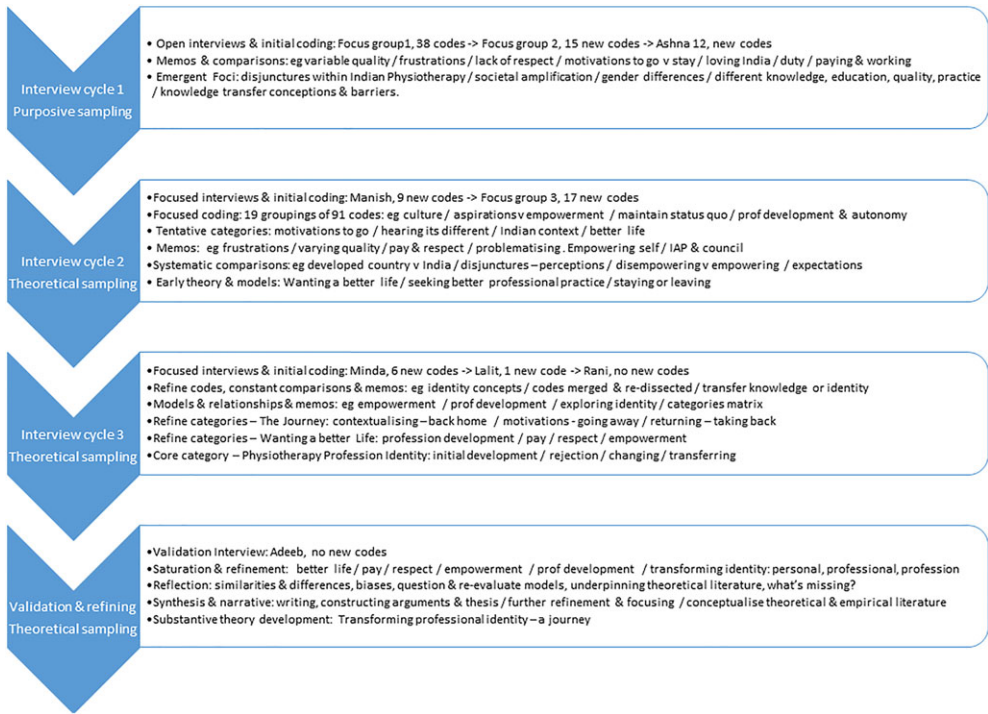 Interview cycle 1
Purposive sampling
• Open interviews & initial coding: Focus group1, 38 codes -> Focus group 2, 15 new codes -> Ashna 12, new codes
• Memos & comparisons: eg variable quality / frustrations / lack of respect / motivations to go v stay / loving India / duty / paying & working
• Emergent Foci: disjunctures within Indian Physiotherapy / societal amplification / gender differences / different knowledge, education, quality, practice
/ knowledge transfer conceptions & barriers.
Interview cycle 2
Theoretical sampling
•Focused interviews & initial coding: Manish, 9 new codes -> Focus group 3, 17 new codes
•Focused coding: 19 groupings of 91 codes: eg culture / aspirations v empowerment / maintain status quo / prof development & autonomy
•Tentative categories: motivations to go / hearing its different / Indian context / better life
•Memos: eg frustrations / varying quality / pay & respect / problematising. Empowering self / IAP & council
•Systematic comparisons: eg developed country v India / disjunctures – perceptions / disempowering v empowering / expectations
•Early theory & models: Wanting a better life / seeking better professional practice / staying or leaving
Interview cycle 3
Theoretical sampling
•Focused interviews & initial coding: Minda, 6 new codes -> Lalit, 1 new code -> Rani, no new codes
•Refine codes, constant comparisons & memos: eg identity concepts / codes merged & re-dissected / transfer knowledge or identity
•Models & relationships & memos: eg empowerment / prof development / exploring identity / categories matrix
•Refine categories – The Journey: contextualising – back home / motivations - going away / returning – taking back
•Refine categories – Wanting a better Life: profession development / pay / respect / empowerment
•Core category – Physiotherapy Profession Identity: initial development / rejection / changing / transferring
Validation & refining
Theoretical sampling
•Validation Interview: Adeeb, no new codes
•Saturation & refinement: better life / pay / respect / empowerment / prof development / transforming identity: personal, professional, profession
•Reflection: similarities & differences, biases, question & re-evaluate models, underpinning theoretical literature, what's missing?
•Synthesis & narrative: writing, constructing arguments & thesis / further refinement & focusing / conceptualise theoretical & empirical literature
•Substantive theory development: Transforming professional identity – a journey